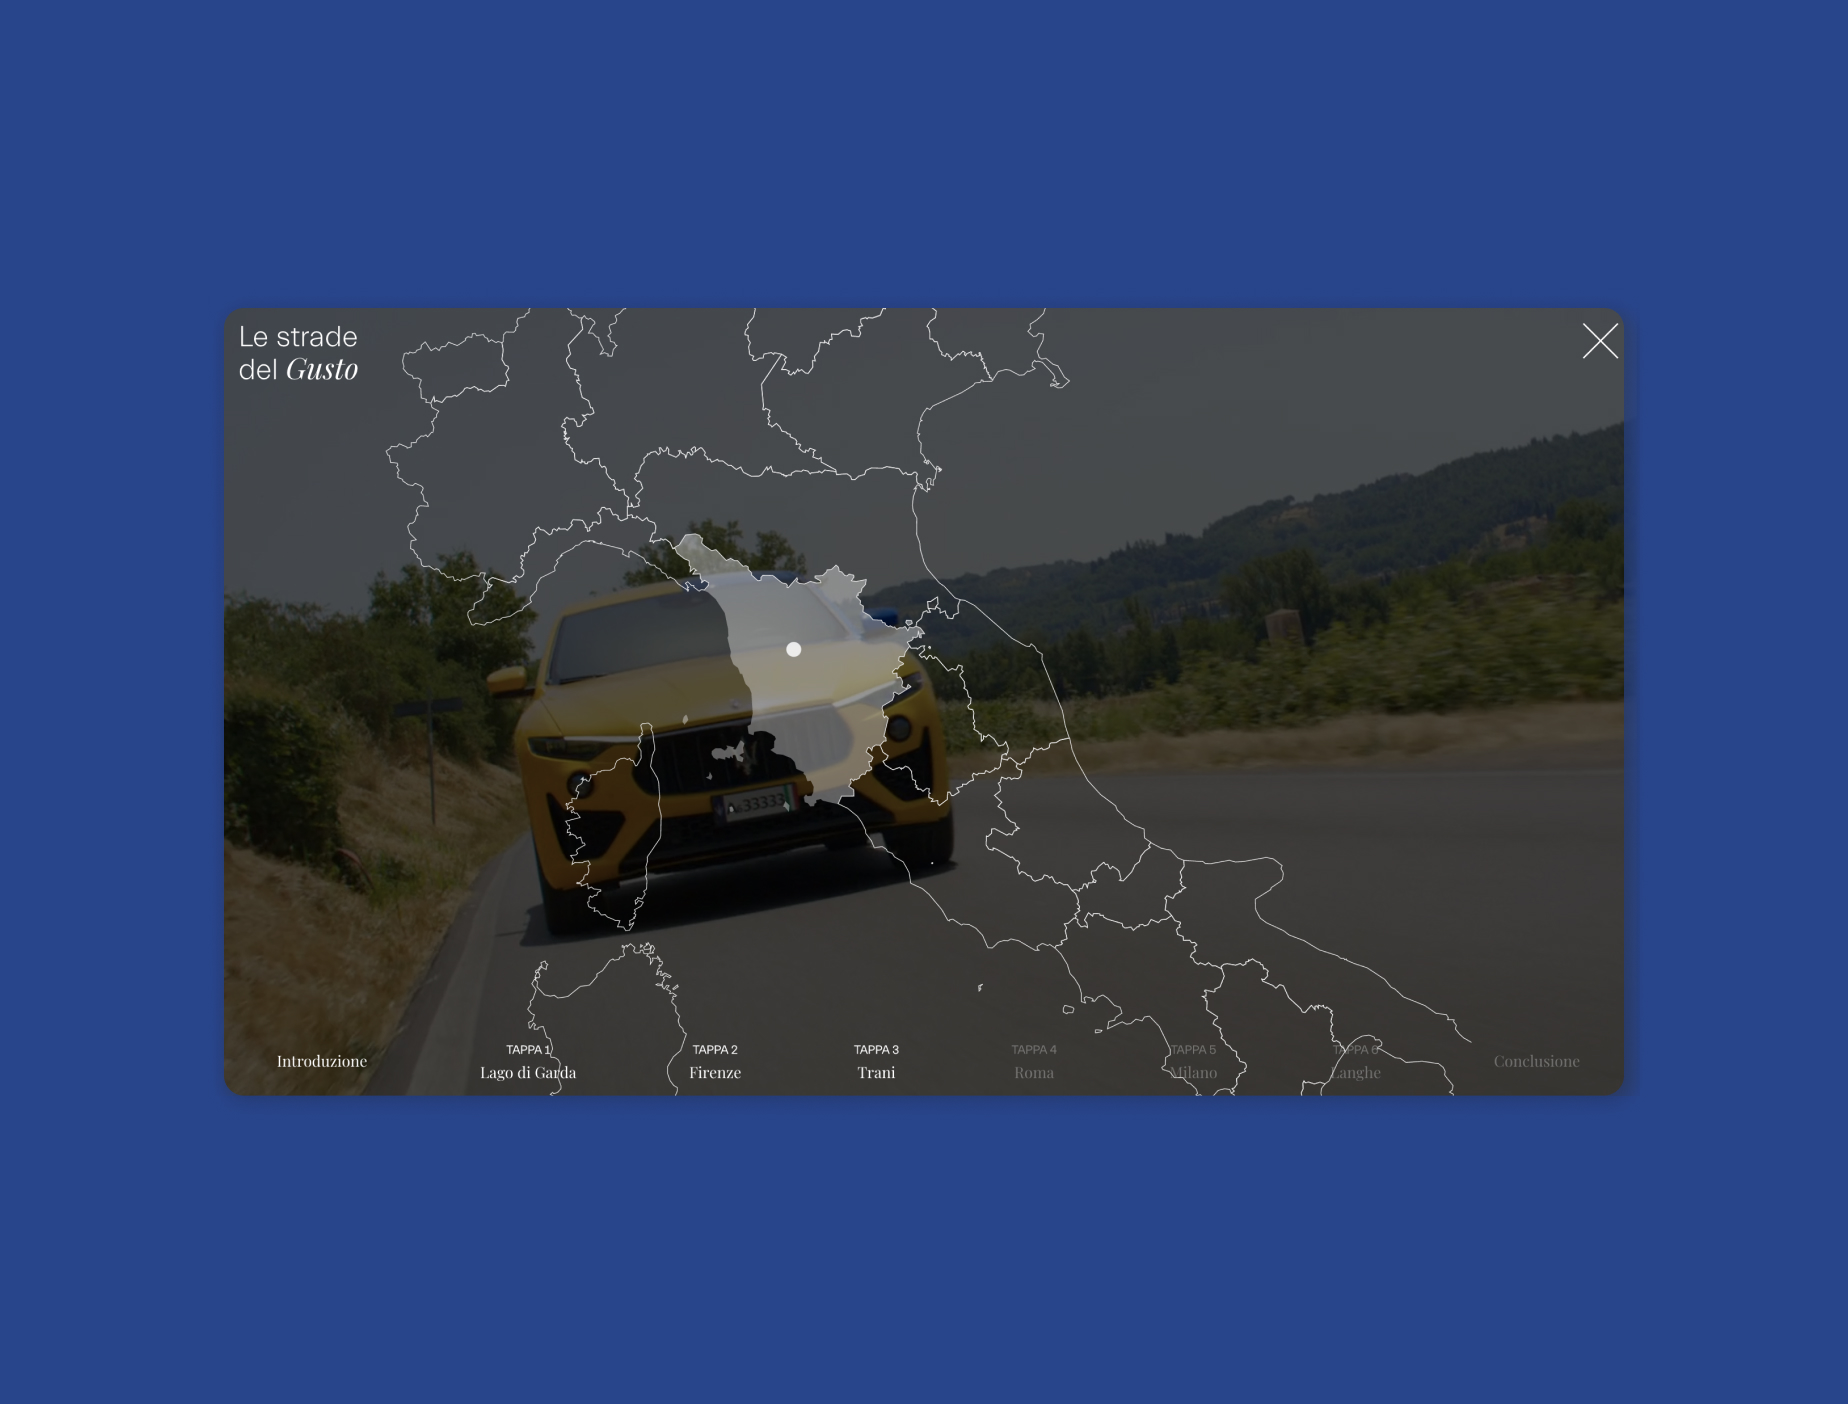 Le strade
del Gusto
Introduzione
TAPPA 1
Lago di Garda
TAPPA 2
Firenze
TAPPA 3
Trani
TAPPA 4
Roma
TAPPA 5
Milano
TAPPA 6
Langhe
Conclusione